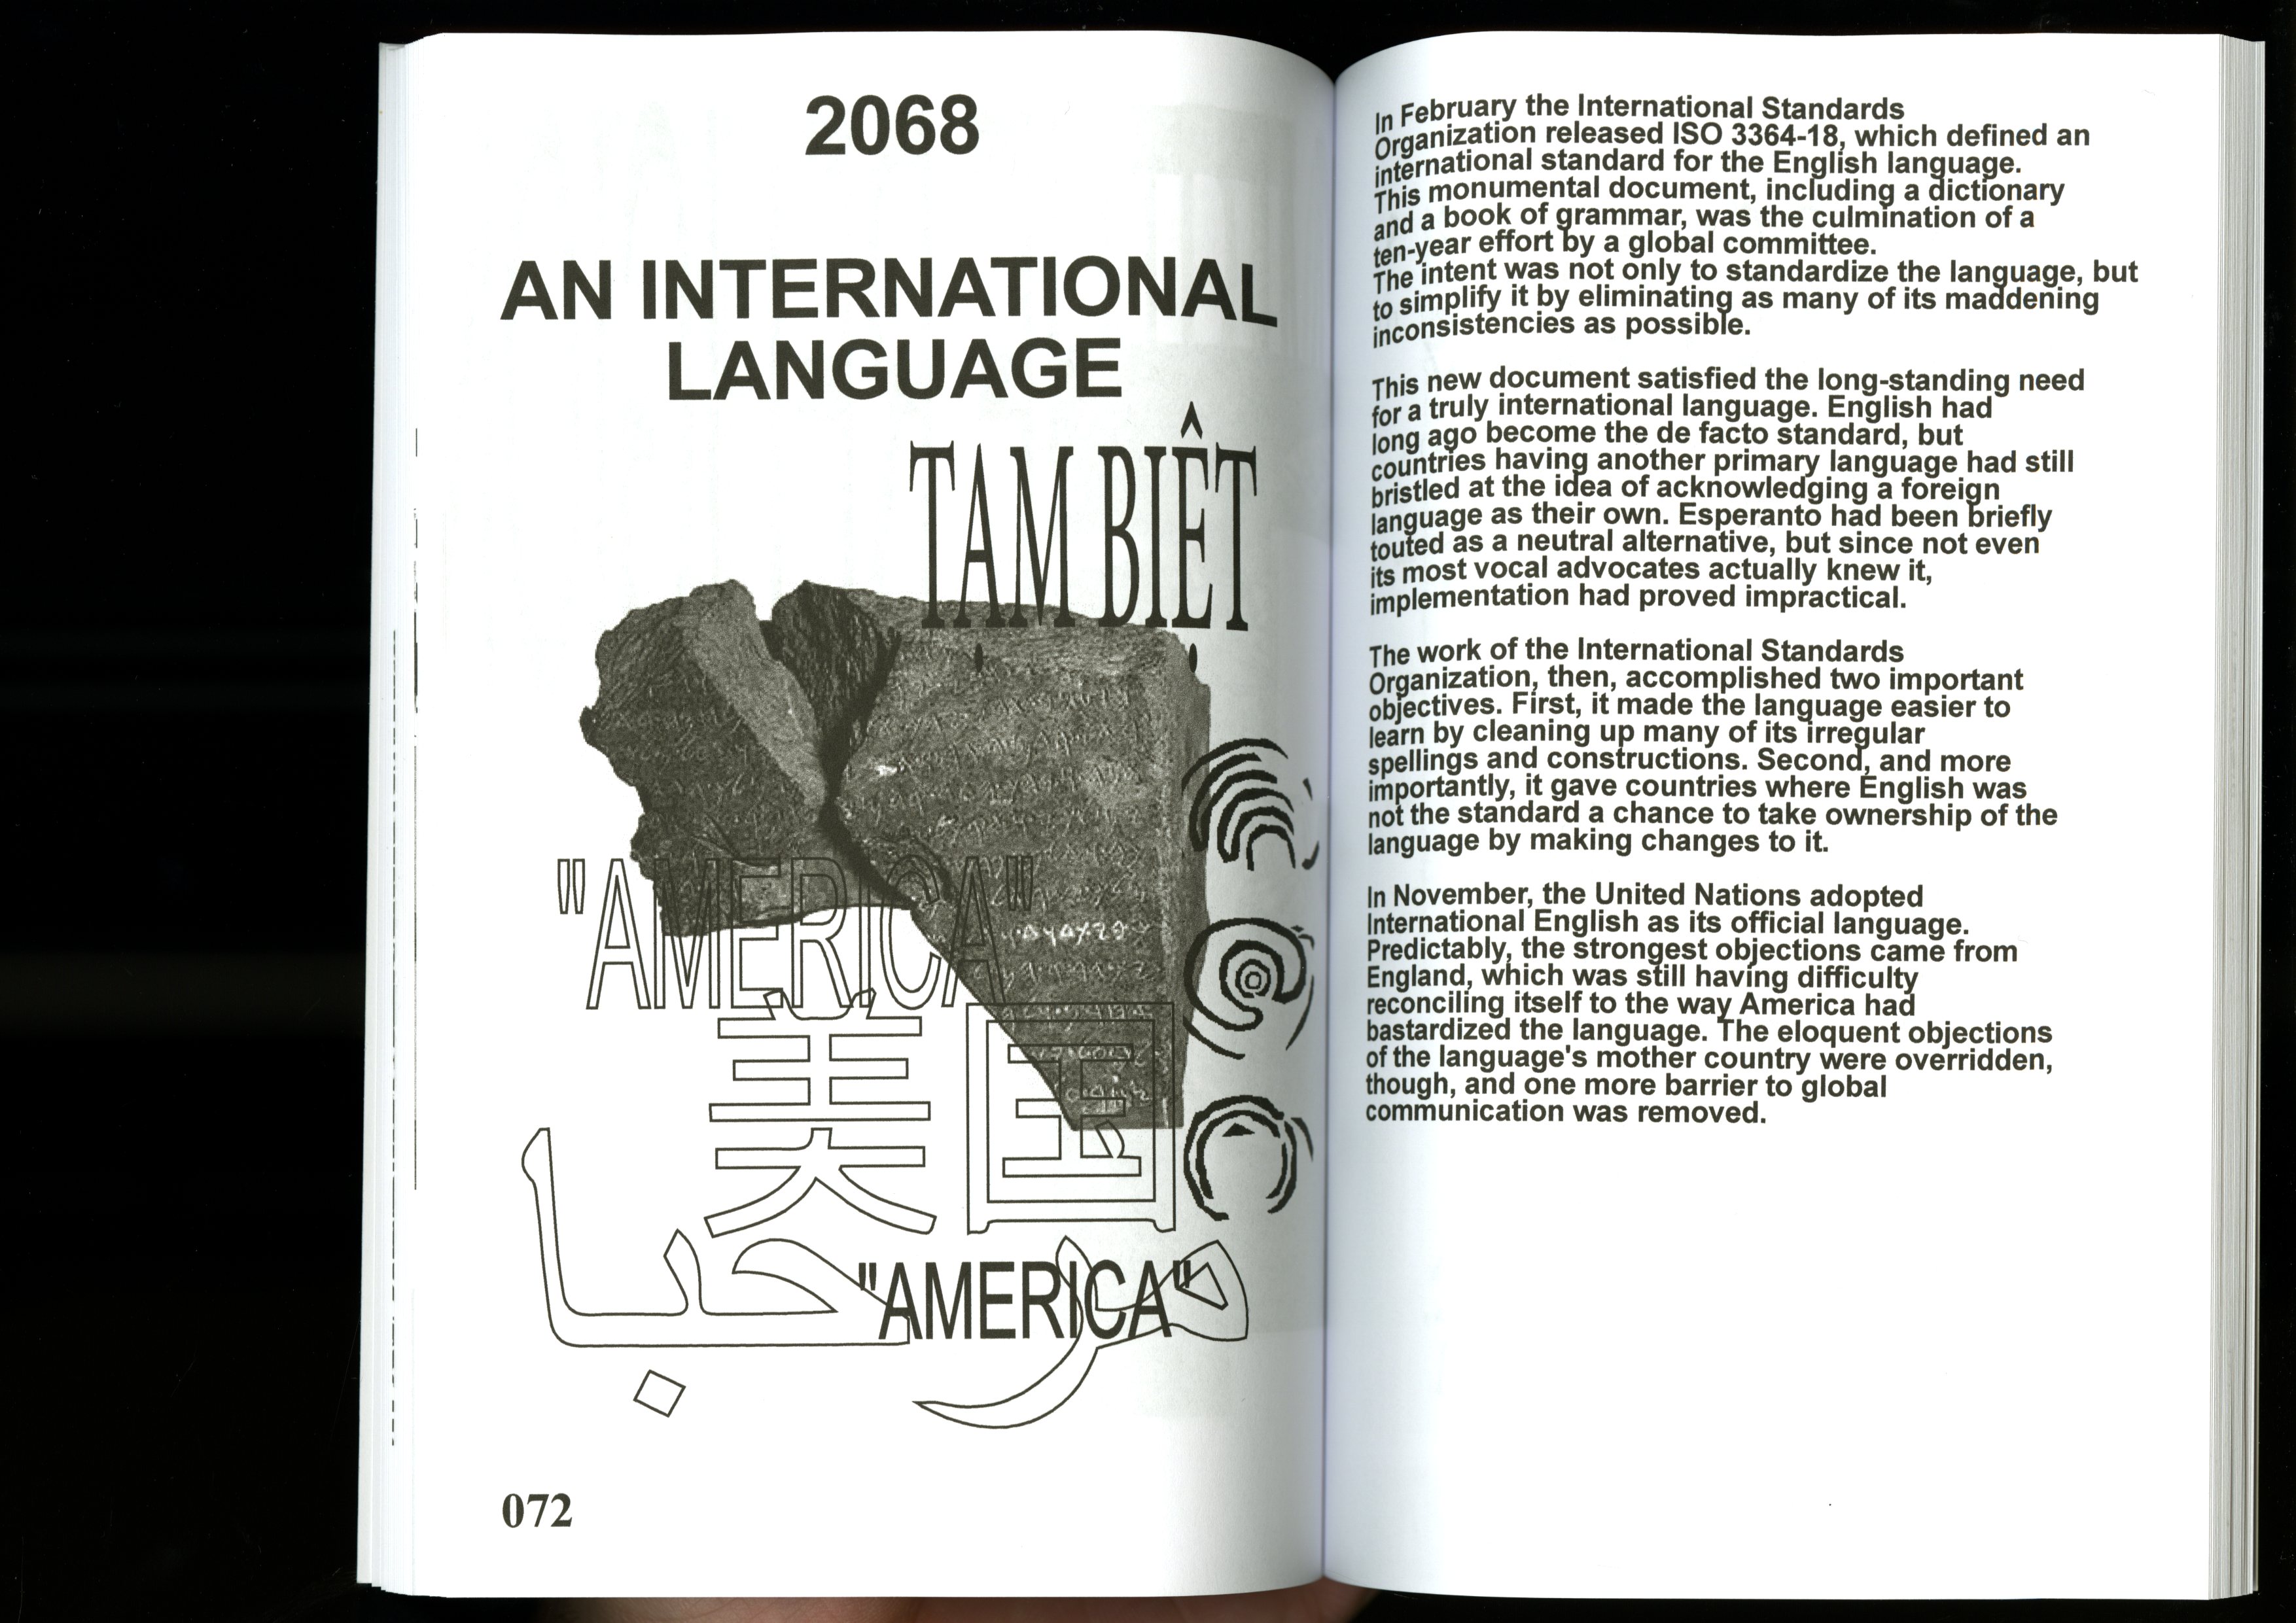 2068
AN INTERNATIONAL
LANGUAGE
TẠM BIỆT
"AMERICA"
美国
مرحبا
"AMERICA"
072
In February the International Standards
Organization released ISO 3364-18, which defined an
international standard for the English language.
This monumental document, including a dictionary
and a book of grammar, was the culmination of a
ten-year effort by a global committee.
The intent was not only to standardize the language, but
to simplify it by eliminating as many of its maddening
inconsistencies as possible.
This new document satisfied the long-standing need
for a truly international language. English had
long ago become the de facto standard, but
countries having another primary language had still
bristled at the idea of acknowledging a foreign
language as their own. Esperanto had been briefly
touted as a neutral alternative, but since not even
its most vocal advocates actually knew it,
implementation had proved impractical.
The work of the International Standards
Organization, then, accomplished two important
objectives. First, it made the language easier to
learn by cleaning up many of its irregular
spellings and constructions. Second, and more
importantly, it gave countries where English was
not the standard a chance to take ownership of the
language by making changes to it.
In November, the United Nations adopted
International English as its official language.
Predictably, the strongest objections came from
England, which was still having difficulty
reconciling itself to the way America had
bastardized the language. The eloquent objections
of the language's mother country were overridden,
though, and one more barrier to global
communication was removed.